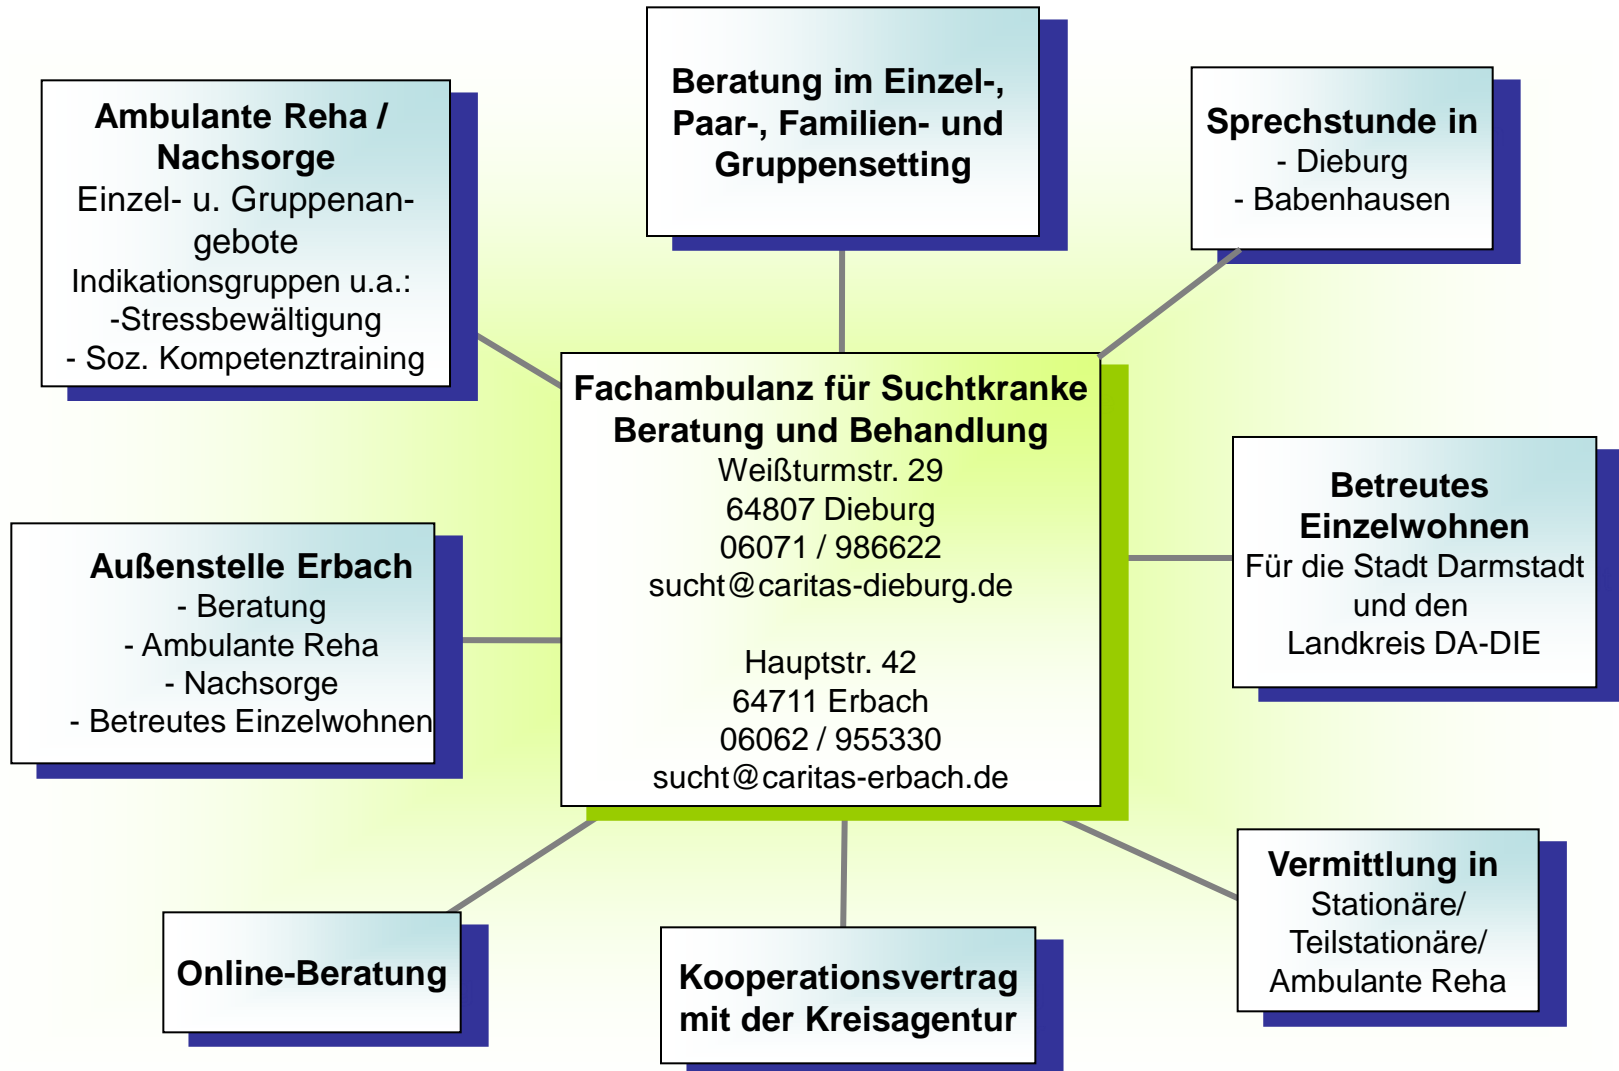 Beratung im Einzel-,
Paar-, Familien- und
Gruppensetting
Ambulante Reha /
Nachsorge
Einzel- u. Gruppenan-
gebote
Indikationsgruppen u.a.:
-Stressbewältigung
- Soz. Kompetenztraining
Sprechstunde in
- Dieburg
- Babenhausen
Fachambulanz für Suchtkranke
Beratung und Behandlung
Weißturmstr. 29
64807 Dieburg
06071 / 986622
sucht@caritas-dieburg.de
Hauptstr. 42
64711 Erbach
06062 / 955330
sucht@caritas-erbach.de
Betreutes
Einzelwohnen
Für die Stadt Darmstadt
und den
Landkreis DA-DIE
Außenstelle Erbach
- Beratung
- Ambulante Reha
- Nachsorge
- Betreutes Einzelwohnen
Vermittlung in
Stationäre/
Teilstationäre/
Ambulante Reha
Online-Beratung
Kooperationsvertrag
mit der Kreisagentur